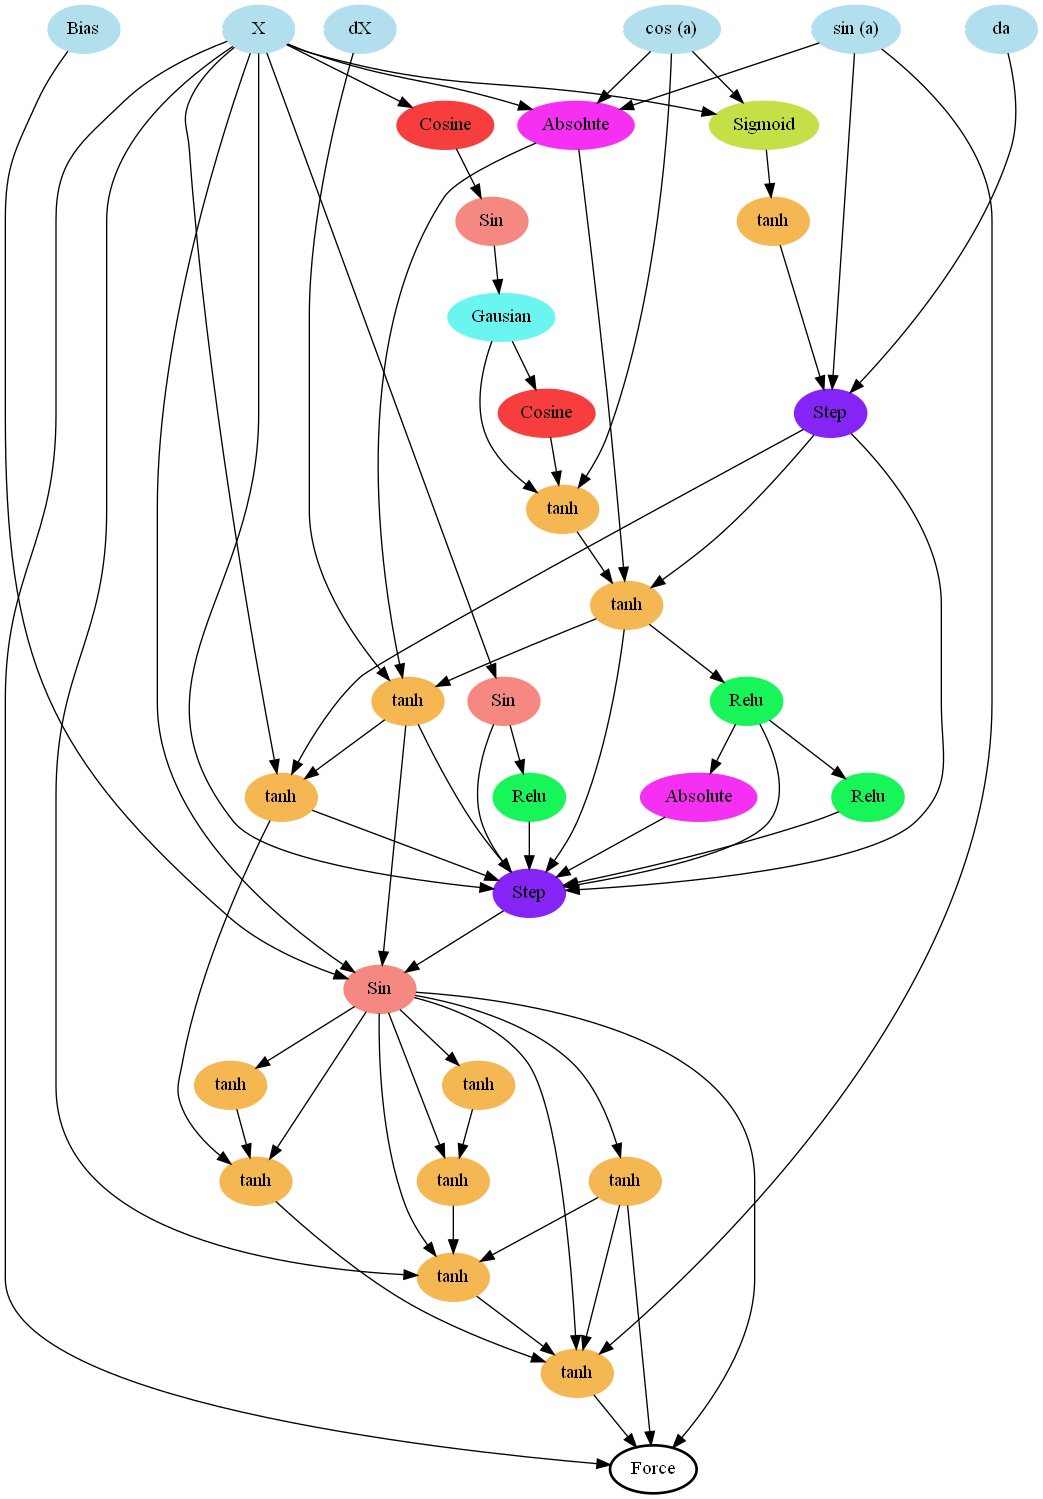 Bias
X
dX
cos (a)
sin (a)
da
Cosine
Absolute
Sigmoid
Sin
tanh
Gausian
Cosine
Step
tanh
tanh
tanh
Sin
Relu
tanh
Relu
Absolute
Relu
Step
Sin
tanh
tanh
tanh
tanh
tanh
tanh
tanh
Force